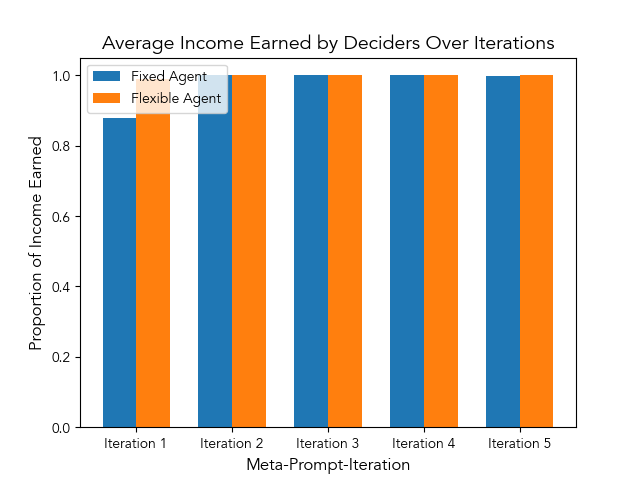 Average Income Earned by Deciders Over Iterations
Fixed Agent
Flexible Agent
1.0
0.8
0.6
0.4
0.2
0.0
Proportion of Income Earned
Iteration 1
Iteration 2
Iteration 3
Iteration 4
Iteration 5
Meta-Prompt-Iteration